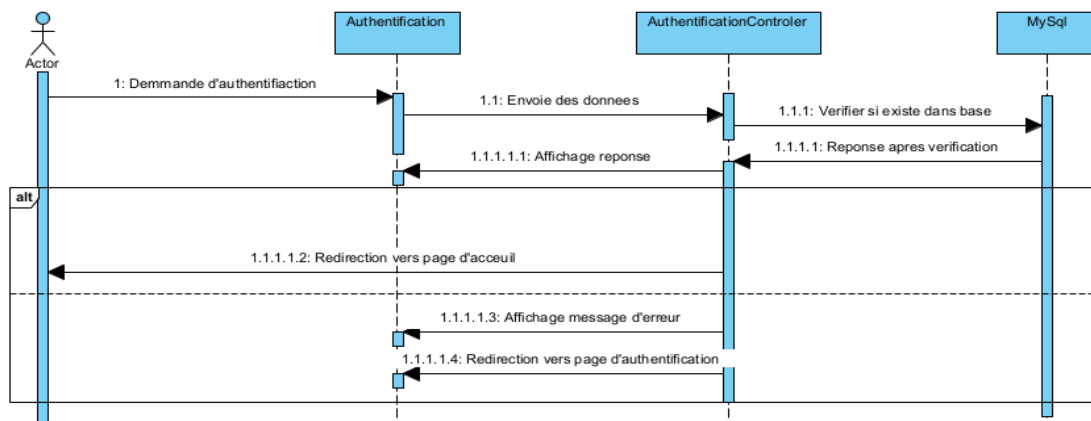 Authentification
AuthentificationControler
MySql
Actor
1: Demmande d'authentifiaction
1.1: Envoie des donnees
1.1.1: Verifier si existe dans base
1.1.1.1: Reponse apres verification
1.1.1.1.1: Affichage reponse
alt
1.1.1.1.2: Redirection vers page d'acceuil
1.1.1.1.3: Affichage message d'erreur
1.1.1.1.4: Redirection vers page d'authentification